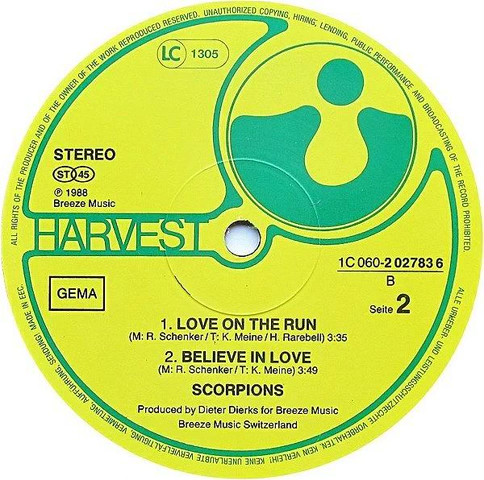 ALL RIGHTS OF THE PRODUCER AND OF THE OWNER OF THE WORK REPRODUCED RESERVED. UNAUTHORIZED COPYING, HIRING, LENDING, PUBLIC PERFORMANCE AND BROADCASTING OF THE RECORD PROHIBITED.
LC 1305
STEREO
ST 45
℗ 1988
Breeze Music
HARVEST
1C 060-2 02783 6
B
GEMA
Seite 2
1. LOVE ON THE RUN
(M: R. Schenker/T: K. Meine/H. Rarebell) 3:35
2. BELIEVE IN LOVE
(M: R. Schenker/T: K. Meine) 3:49
SCORPIONS
Produced by Dieter Dierks for Breeze Music
Breeze Music Switzerland
ALLE URHEBER- UND LEISTUNGSSCHUTZRECHTE VORBEHALTEN. KEIN VERLEIH! KEINE UNERLAUBTE VERVIELFÄLTIGUNG, VERMIETUNG, AUFFÜHRUNG, SENDUNG! MADE IN EEC.